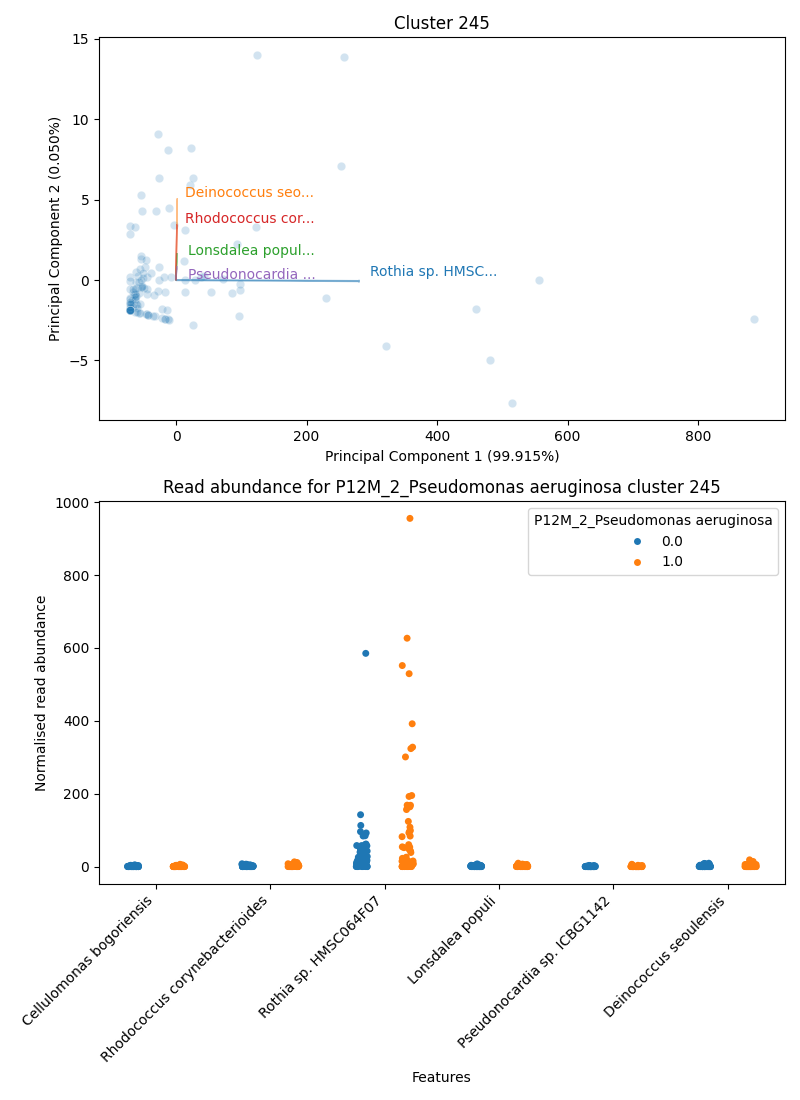 Cluster 245
Principal Component 2 (0.050%)
15
10
5
0
−5
Deinococcus seo...
Rhodococcus cor...
Lonsdalea popul...
Pseudonocardia ...
Rothia sp. HMSC...
0
200
400
600
800
Principal Component 1 (99.915%)
Read abundance for P12M_2_Pseudomonas aeruginosa cluster 245
Normalised read abundance
1000
800
600
400
200
0
P12M_2_Pseudomonas aeruginosa
0.0
1.0
Cellulomonas bogoriensis
Rhodococcus corynebacterioides
Rothia sp. HMSC064F07
Lonsdalea populi
Pseudonocardia sp. ICBG1142
Deinococcus seoulensis
Features